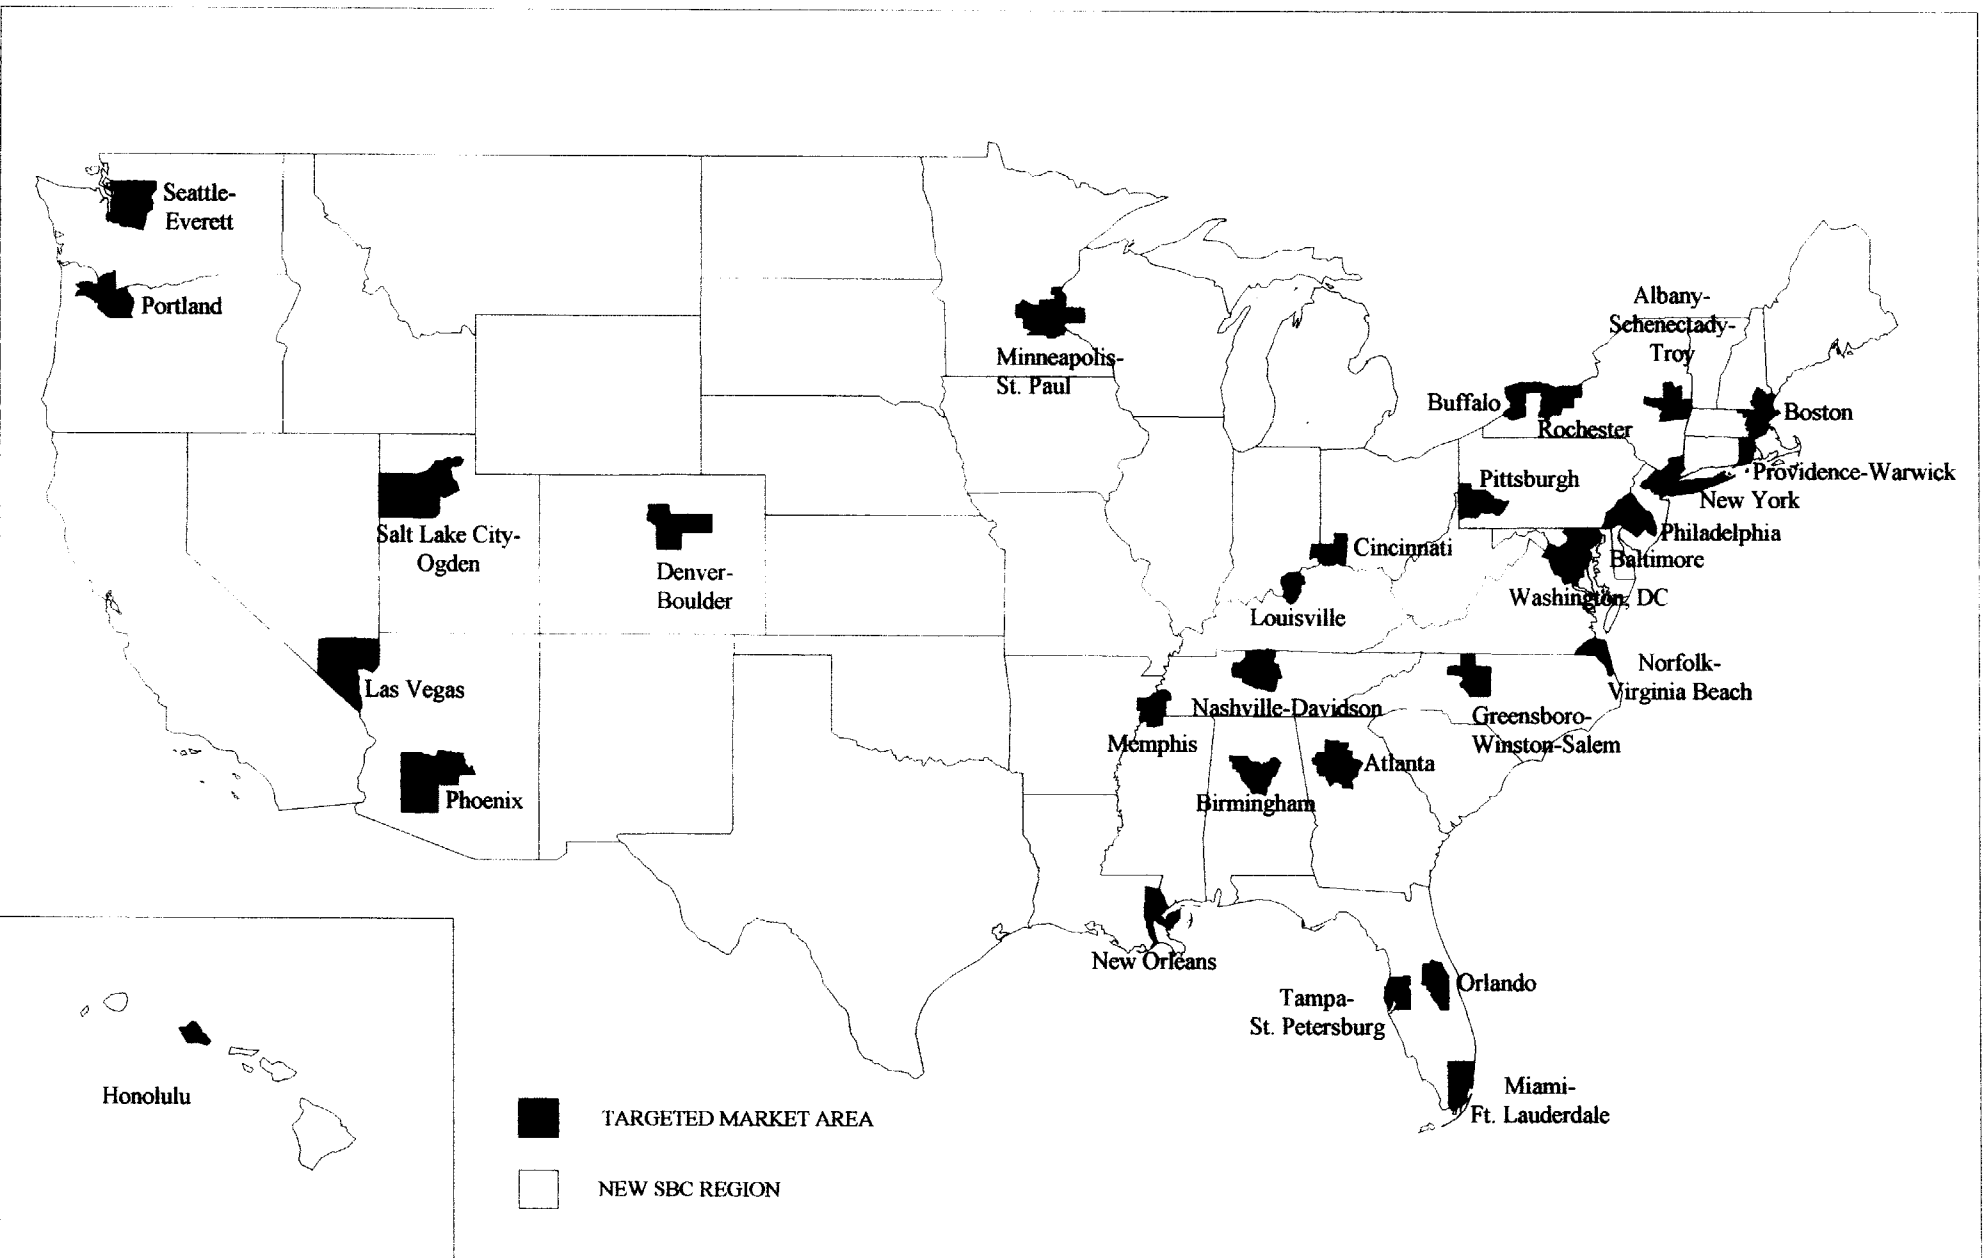 Seattle-
Everett
Portland
Minneapolis-
St. Paul
Albany-
Schenectady-
Troy
Buffalo
Rochester
Boston
Providence-Warwick
New York
Pittsburgh
Philadelphia
Baltimore
Washington, DC
Salt Lake City-
Ogden
Denver-
Boulder
Cincinnati
Louisville
Las Vegas
Norfolk-
Virginia Beach
Nashville-Davidson
Greensboro-
Winston-Salem
Memphis
Atlanta
Birmingham
Phoenix
New Orleans
Orlando
Tampa-
St. Petersburg
Miami-
Ft. Lauderdale
Honolulu
TARGETED MARKET AREA
NEW SBC REGION